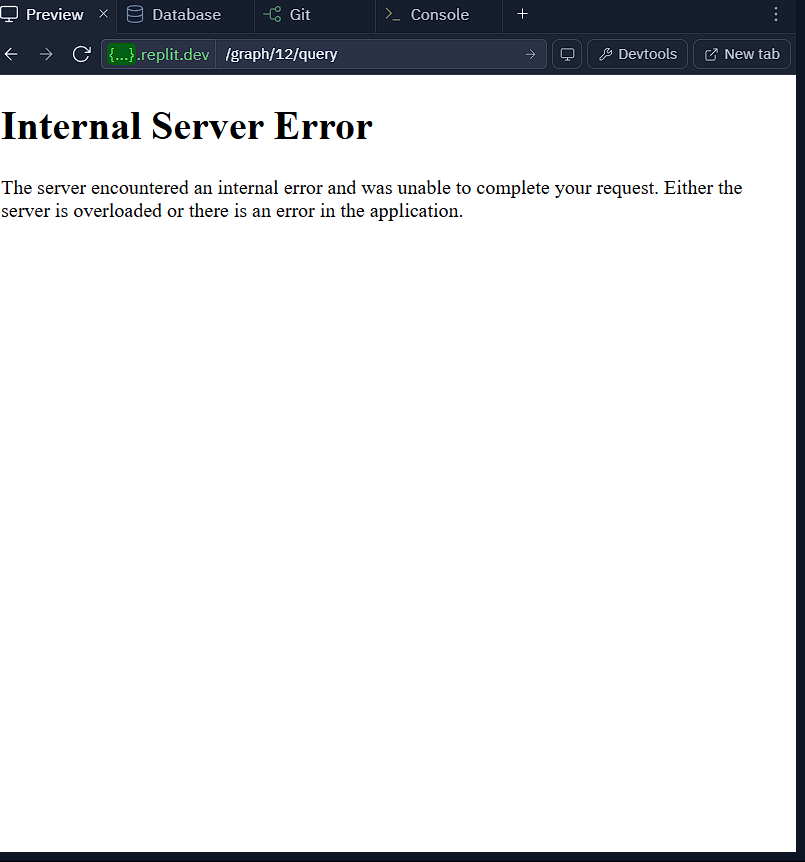 Preview Database Git Console
{...}.replit.dev /graph/12/query Devtools New tab
Internal Server Error
The server encountered an internal error and was unable to complete your request. Either the
server is overloaded or there is an error in the application.